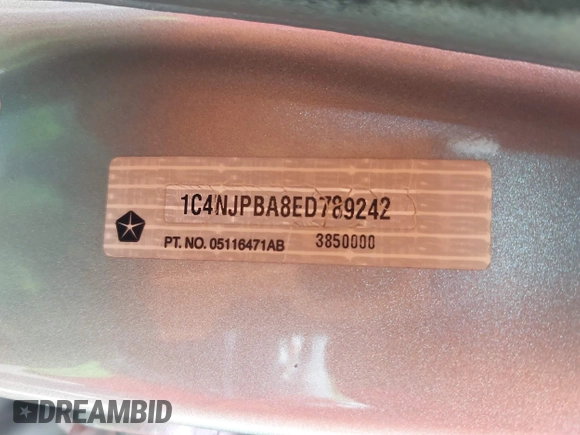 1C4NJPBA8ED789242
PT. NO. 05116471AB 3850000
DREAMBID